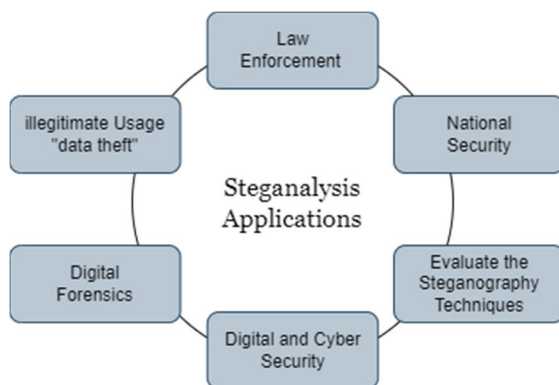 Law
Enforcement
illegitimate Usage
"data theft"
National
Security
Steganalysis
Applications
Digital
Forensics
Evaluate the
Steganography
Techniques
Digital and Cyber
Security